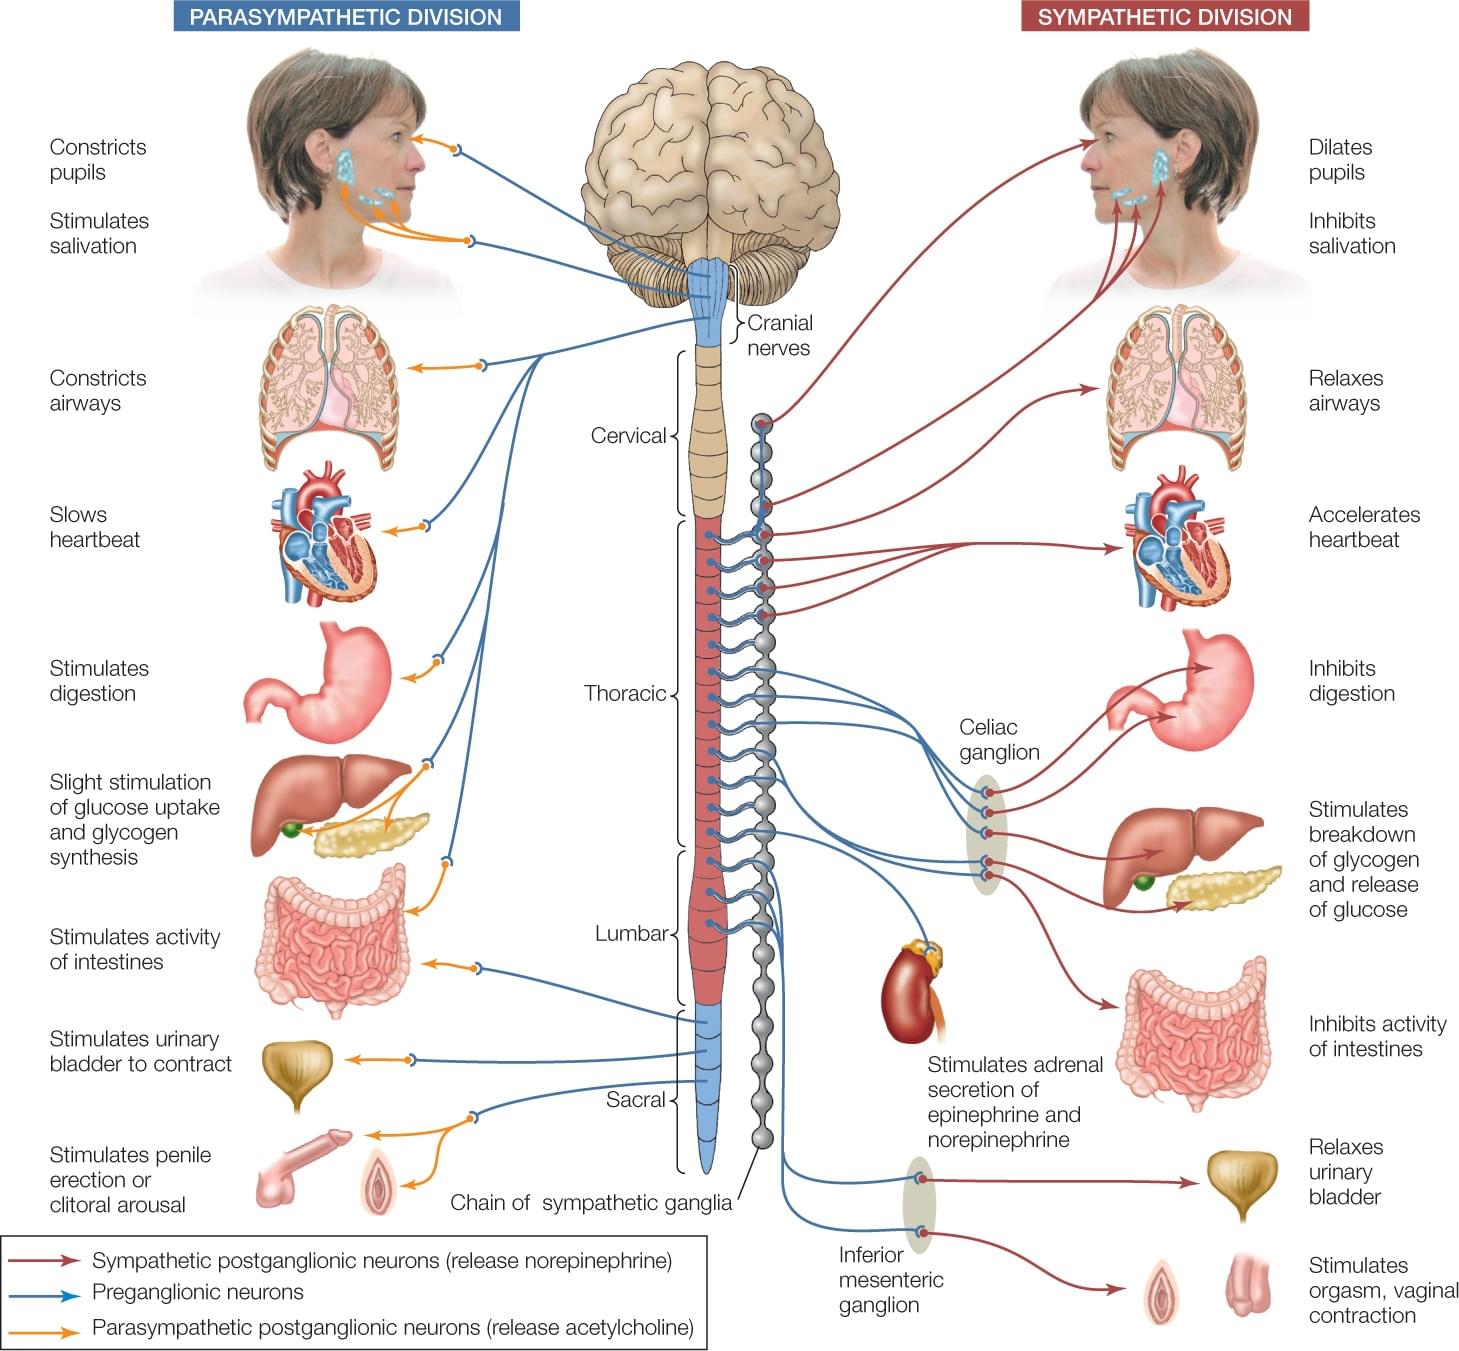 PARASYMPATHETIC DIVISION
SYMPATHETIC DIVISION
Constricts
pupils
Stimulates
salivation
Constricts
airways
Slows
heartbeat
Stimulates
digestion
Slight stimulation
of glucose uptake
and glycogen
synthesis
Stimulates activity
of intestines
Stimulates urinary
bladder to contract
Stimulates penile
erection or
clitoral arousal
Cranial
nerves
Cervical
Thoracic
Lumbar
Sacral
Chain of sympathetic ganglia
Celiac
ganglion
Stimulates adrenal
secretion of
epinephrine and
norepinephrine
Inferior
mesenteric
ganglion
Dilates
pupils
Inhibits
salivation
Relaxes
airways
Accelerates
heartbeat
Inhibits
digestion
Stimulates
breakdown
of glycogen
and release
of glucose
Inhibits activity
of intestines
Relaxes
urinary
bladder
Stimulates
orgasm, vaginal
contraction
Sympathetic postganglionic neurons (release norepinephrine)
Preganglionic neurons
Parasympathetic postganglionic neurons (release acetylcholine)